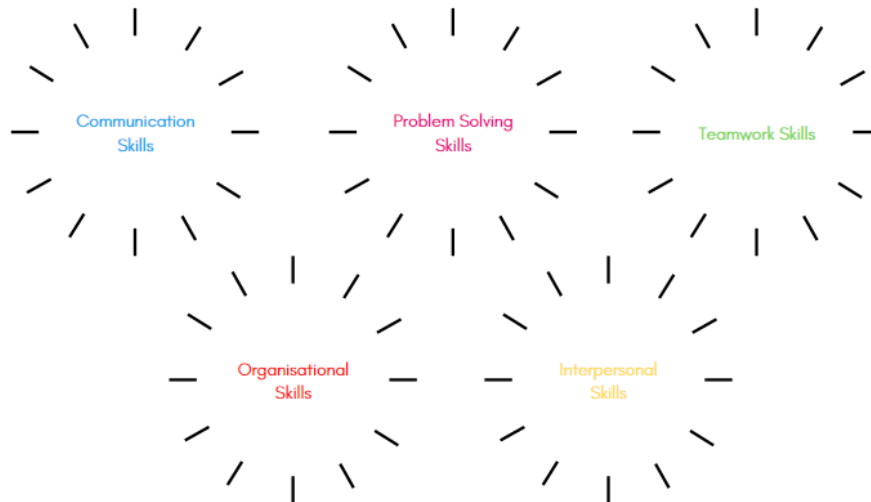 Communication
Skills
Problem Solving
Skills
Teamwork Skills
Organisational
Skills
Interpersonal
Skills